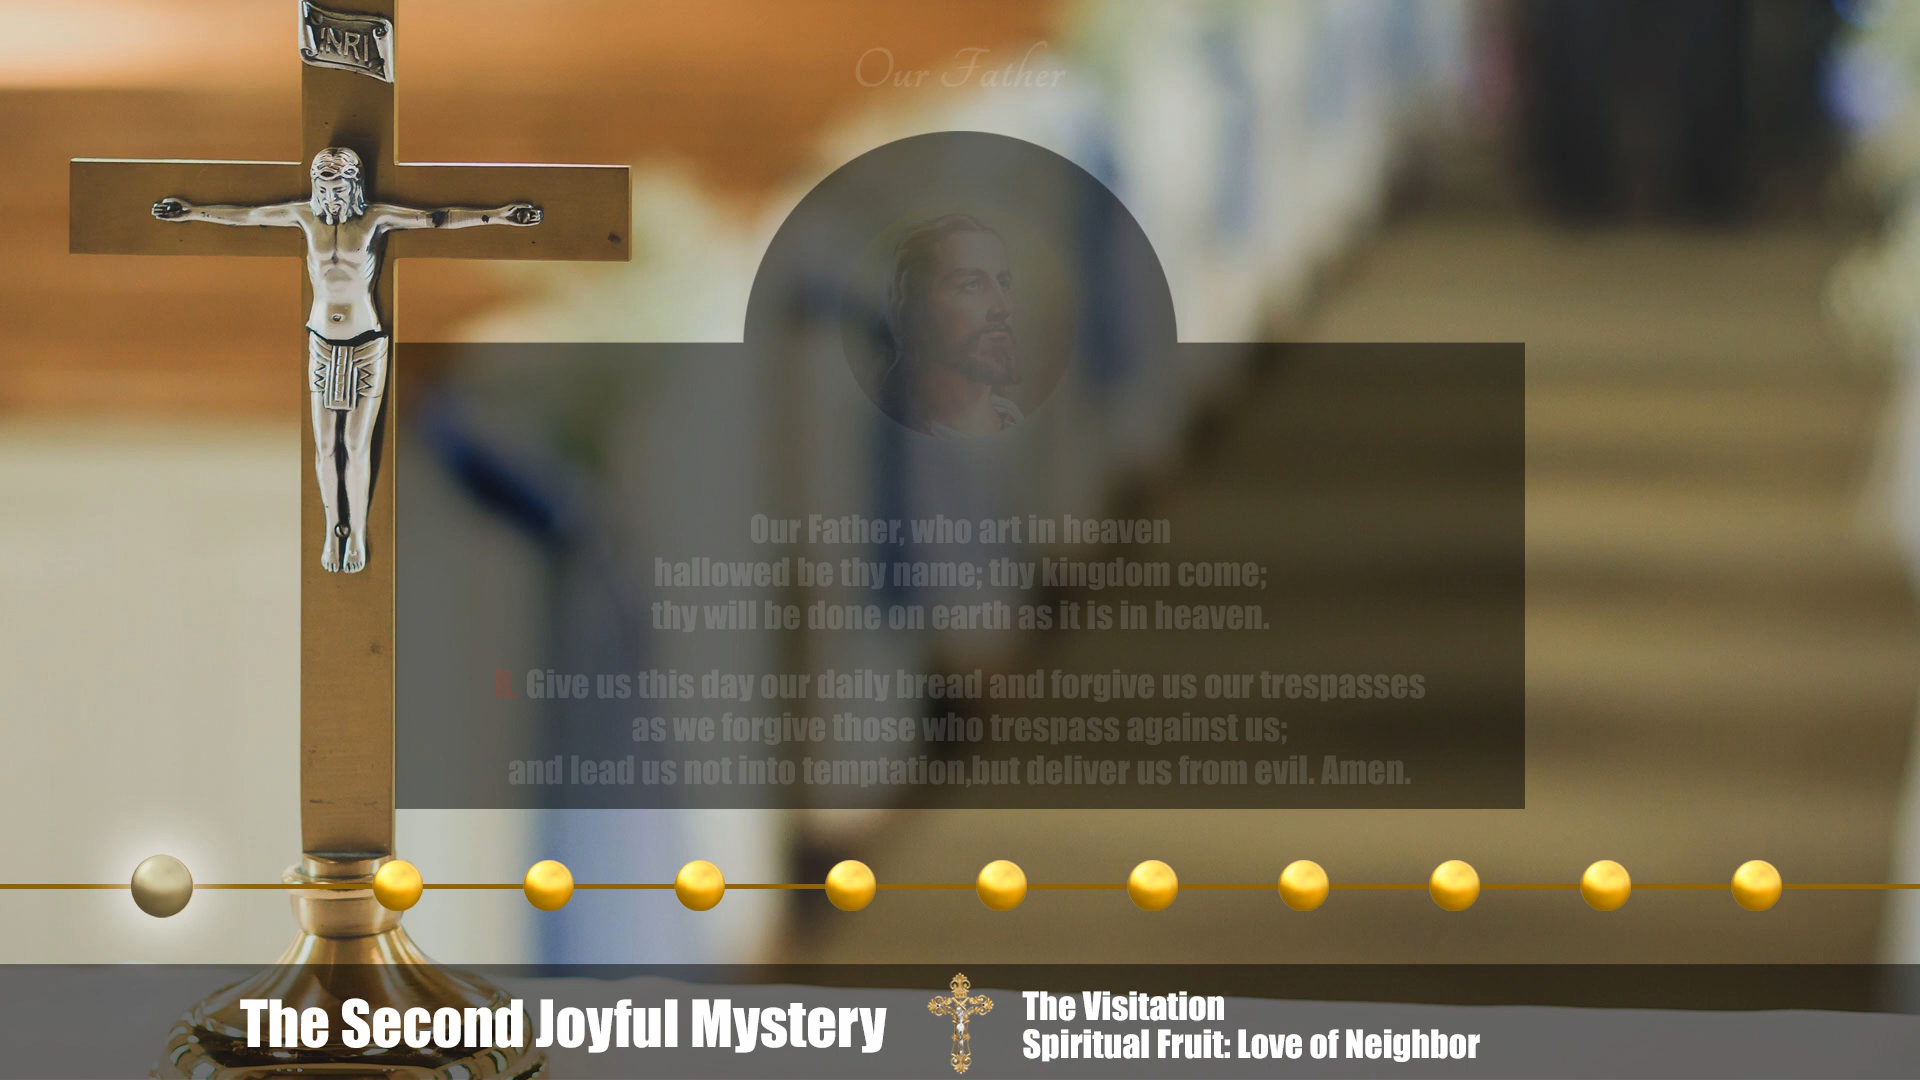 INRI
Our Father
Our Father, who art in heaven
hallowed be thy name; thy kingdom come;
thy will be done on earth as it is in heaven.
R. Give us this day our daily bread and forgive us our trespasses
as we forgive those who trespass against us;
and lead us not into temptation,but deliver us from evil. Amen.
The Second Joyful Mystery
The Visitation
Spiritual Fruit: Love of Neighbor